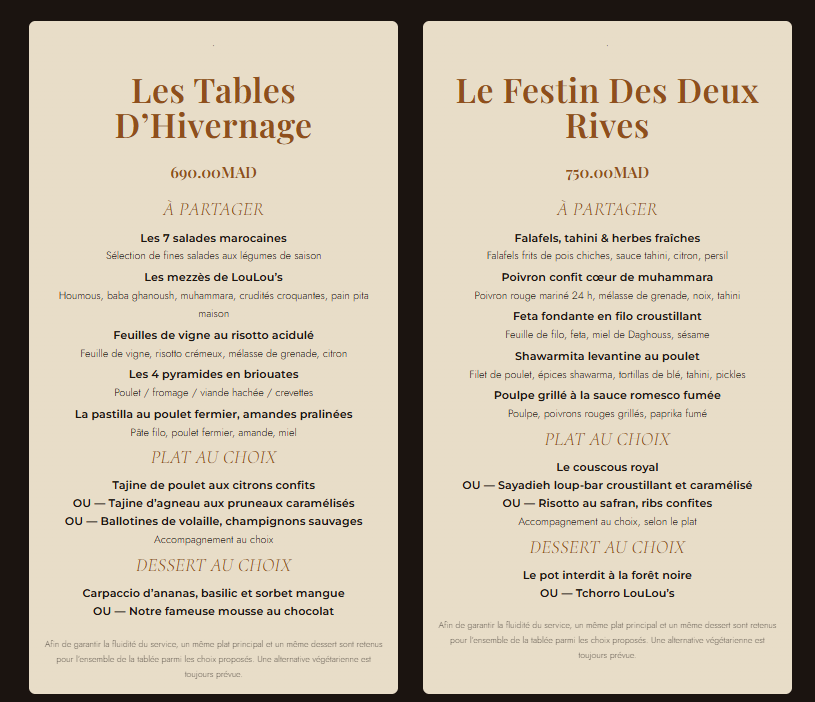 Les Tables
D’Hivernage
690.00MAD
À PARTAGER
Les 7 salades marocaines
Sélection de fines salades aux légumes de saison
Les mezzès de LouLou’s
Houmous, baba ghanoush, muhammara, crudités croquantes, pain pita
maison
Feuilles de vigne au risotto acidulé
Feuille de vigne, risotto crémeux, mélasse de grenade, citron
Les 4 pyramides en briouates
Poulet / fromage / viande hachée / crevettes
La pastilla au poulet fermier, amandes pralinées
Pâte filo, poulet fermier, amande, miel
PLAT AU CHOIX
Tajine de poulet aux citrons confits
OU — Tajine d’agneau aux pruneaux caramélisés
OU — Ballotines de volaille, champignons sauvages
Accompagnement au choix
DESSERT AU CHOIX
Carpaccio d’ananas, basilic et sorbet mangue
OU — Notre fameuse mousse au chocolat
Afin de garantir la fluidité du service, un même plat principal et un même dessert sont retenus
pour l’ensemble de la tablée parmi les choix proposés. Une alternative végétarienne est
toujours prévue.
Le Festin Des Deux
Rives
750.00MAD
À PARTAGER
Falafels, tahini & herbes fraîches
Falafels frits de pois chiches, sauce tahini, citron, persil
Poivron confit cœur de muhammara
Poivron rouge mariné 24 h, mélasse de grenade, noix, tahini
Feta fondante en filo croustillant
Feuille de filo, feta, miel de Daghouss, sésame
Shawarmita levantine au poulet
Filet de poulet, épices shawarma, tortillas de blé, tahini, pickles
Poulpe grillé à la sauce romesco fumée
Poulpe, poivrons rouges grillés, paprika fumé
PLAT AU CHOIX
Le couscous royal
OU — Sayadieh loup-bar croustillant et caramélisé
OU — Risotto au safran, ribs confites
Accompagnement au choix, selon le plat
DESSERT AU CHOIX
Le pot interdit à la forêt noire
OU — Tchorro LouLou’s
Afin de garantir la fluidité du service, un même plat principal et un même dessert sont retenus
pour l’ensemble de la tablée parmi les choix proposés. Une alternative végétarienne est
toujours prévue.